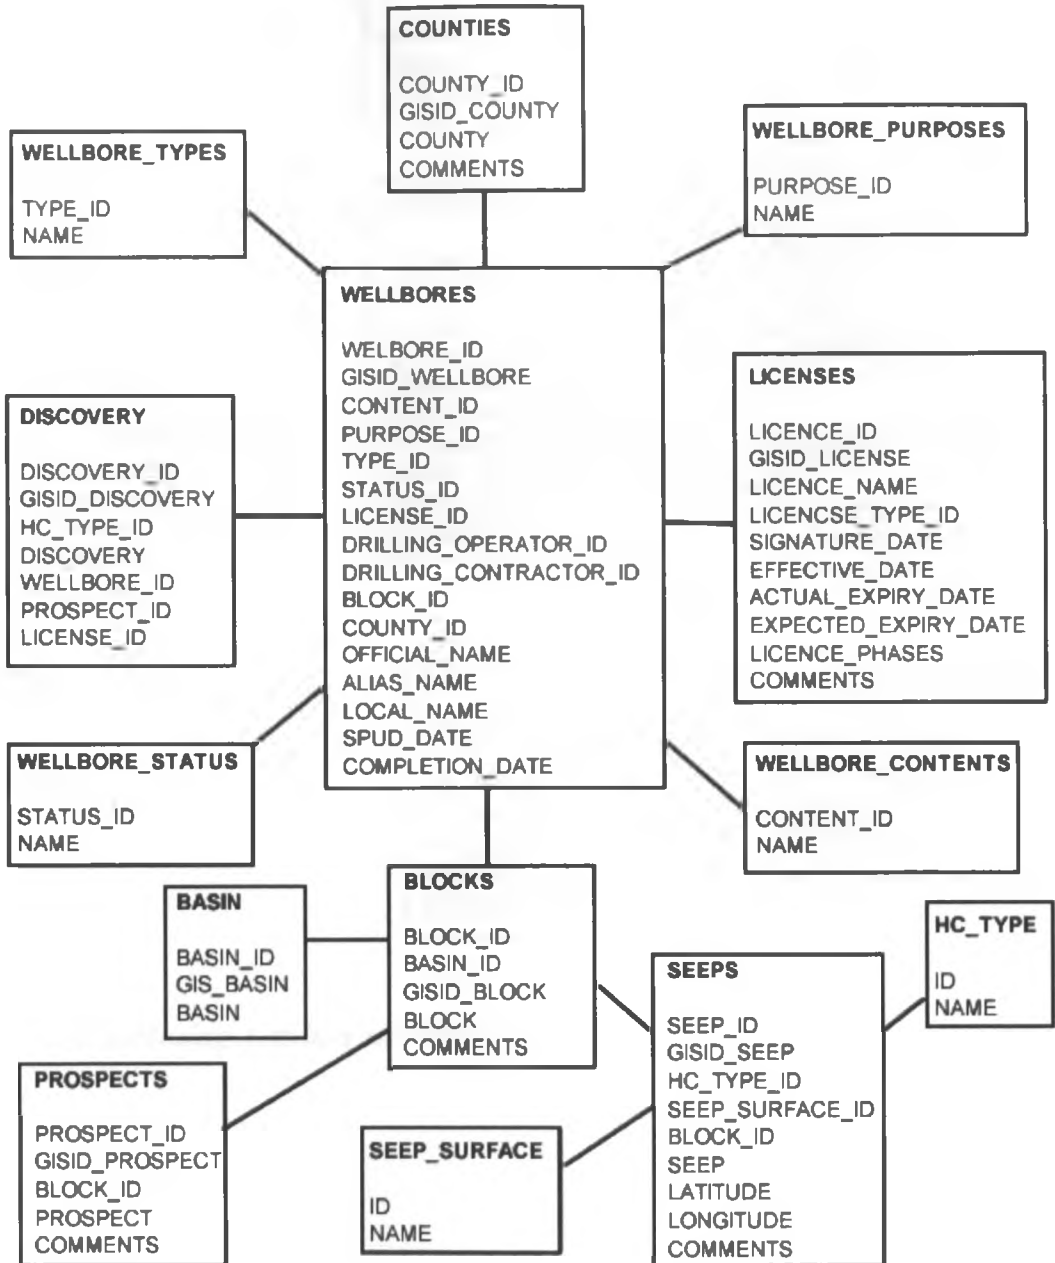 COUNTIES
COUNTY_ID
GISID_COUNTY
COUNTY
COMMENTS
WELLBORE_TYPES
TYPE_ID
NAME
WELLBORE_PURPOSES
PURPOSE_ID
NAME
WELLBORES
WELBORE_ID
GISID_WELLBORE
CONTENT_ID
PURPOSE_ID
TYPE_ID
STATUS_ID
LICENSE_ID
DRILLING_OPERATOR_ID
DRILLING_CONTRACTOR_ID
BLOCK_ID
COUNTY_ID
OFFICIAL_NAME
ALIAS_NAME
LOCAL_NAME
SPUD_DATE
COMPLETION_DATE
DISCOVERY
DISCOVERY_ID
GISID_DISCOVERY
HC_TYPE_ID
DISCOVERY
WELLBORE_ID
PROSPECT_ID
LICENSE_ID
LICENSES
LICENCE_ID
GISID_LICENSE
LICENCE_NAME
LICENCSE_TYPE_ID
SIGNATURE_DATE
EFFECTIVE_DATE
ACTUAL_EXPIRY_DATE
EXPECTED_EXPIRY_DATE
LICENCE_PHASES
COMMENTS
WELLBORE_STATUS
STATUS_ID
NAME
WELLBORE_CONTENTS
CONTENT_ID
NAME
BASIN
BASIN_ID
GIS_BASIN
BASIN
BLOCKS
BLOCK_ID
BASIN_ID
GISID_BLOCK
BLOCK
COMMENTS
HC_TYPE
ID
NAME
SEEPS
SEEP_ID
GISID_SEEP
HC_TYPE_ID
SEEP_SURFACE_ID
BLOCK_ID
SEEP
LATITUDE
LONGITUDE
COMMENTS
PROSPECTS
PROSPECT_ID
GISID_PROSPECT
BLOCK_ID
PROSPECT
COMMENTS
SEEP_SURFACE
ID
NAME